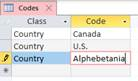 Codes
Class Code
Country Canada
Country U.S.
Country Alphebetania